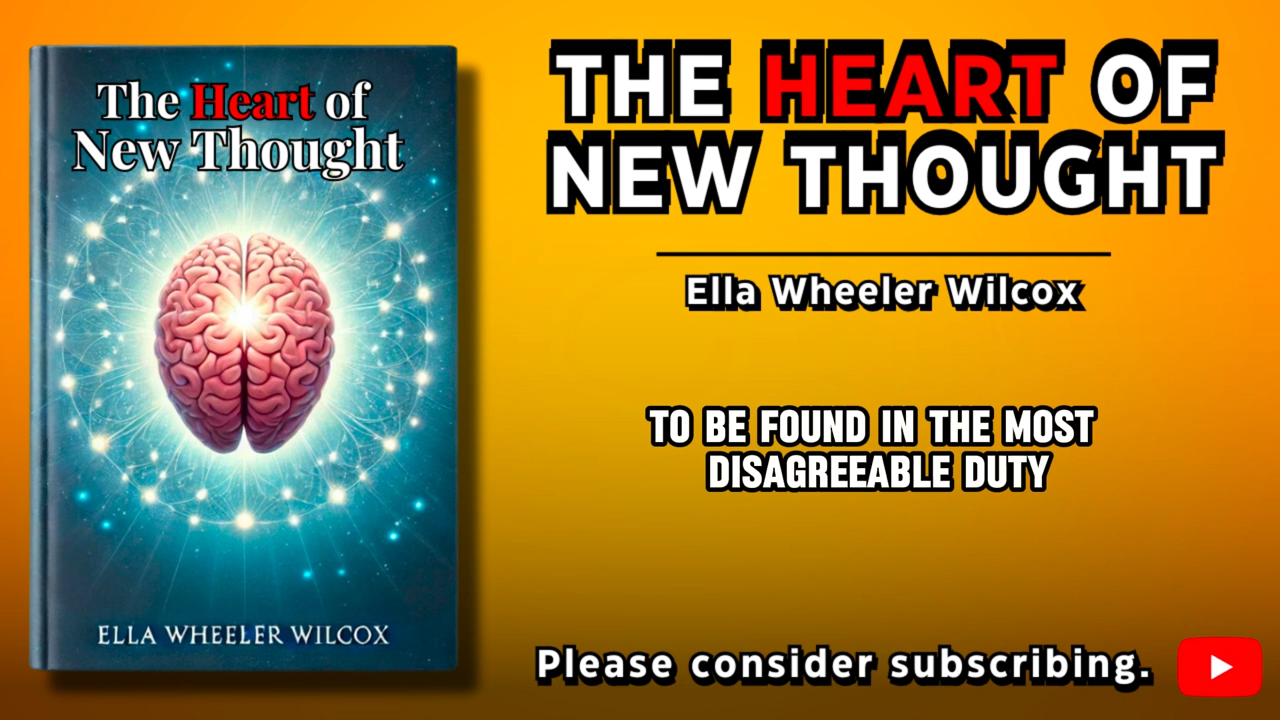 The Heart of
New Thought
ELLA WHEELER WILCOX
THE HEART OF
NEW THOUGHT
Ella Wheeler Wilcox
TO BE FOUND IN THE MOST
DISAGREEABLE DUTY
Please consider subscribing.